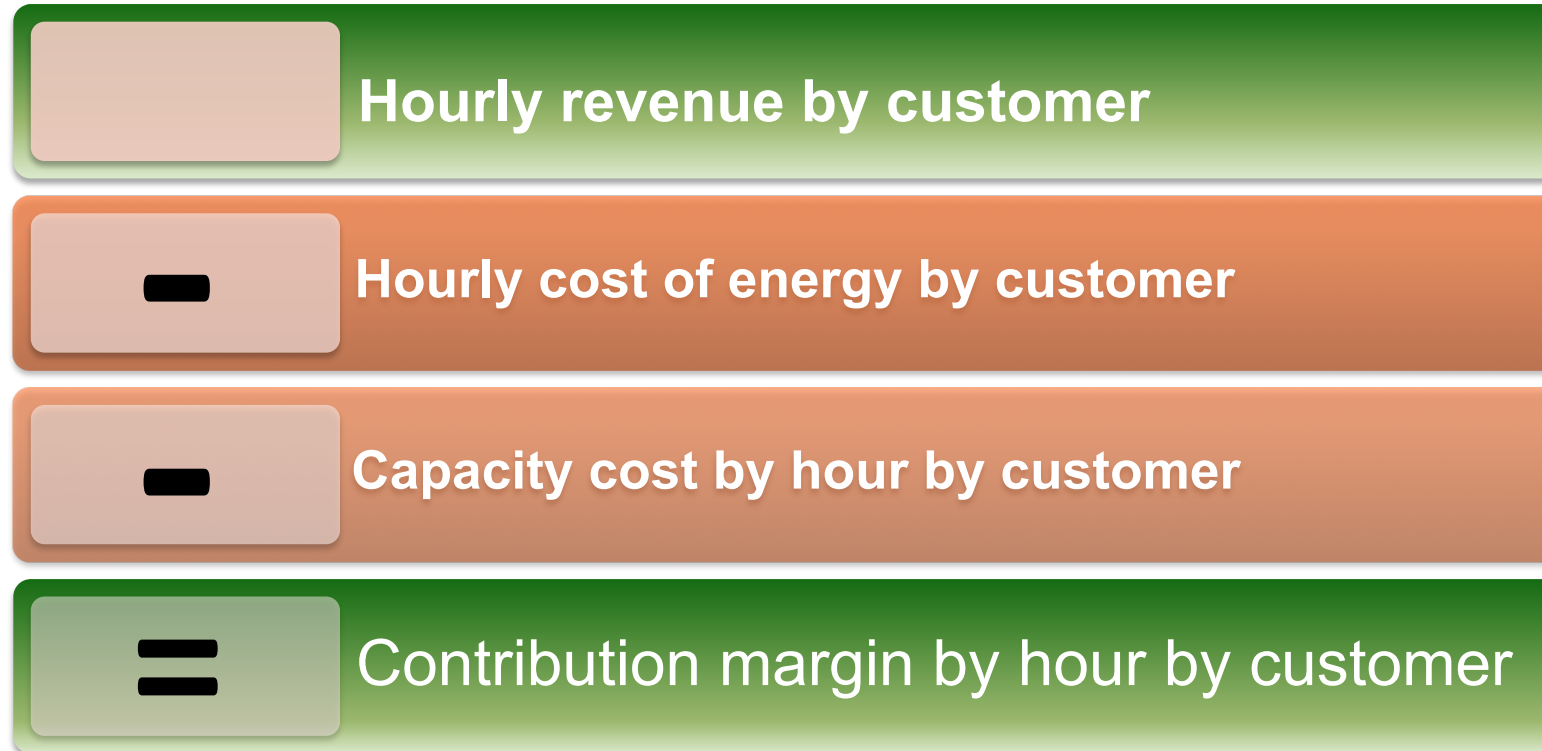 Hourly revenue by customer
- Hourly cost of energy by customer
- Capacity cost by hour by customer
= Contribution margin by hour by customer